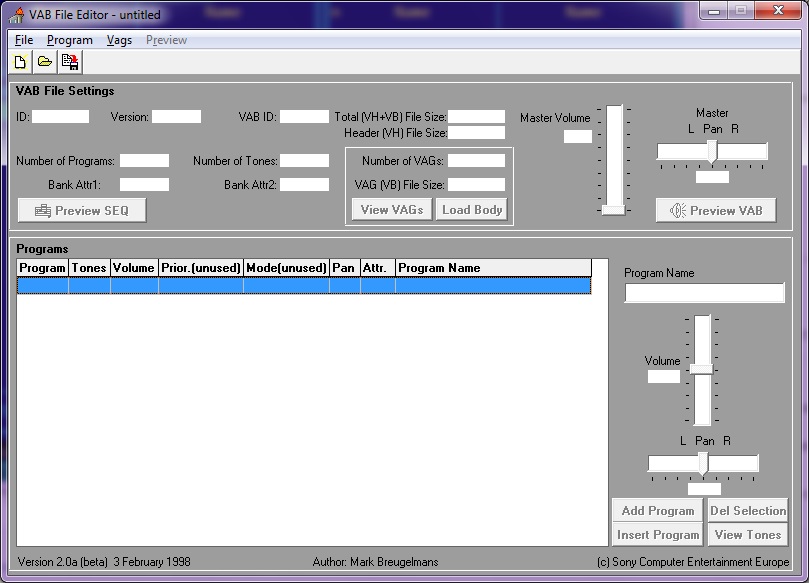 VAB File Editor - untitled
File Program Vags Preview
VAB File Settings
ID: Version: VAB ID: Total (VH+VB) File Size:
Header (VH) File Size:
Master Volume
Master
L Pan R
Number of Programs: Number of Tones: Number of VAGs:
Bank Attr1: Bank Attr2: VAG (VB) File Size:
Preview SEQ View VAGs Load Body Preview VAB
Programs
Program Tones Volume Prior.(unused) Mode(unused) Pan Attr. Program Name
Program Name
Volume
L Pan R
Add Program Del Selection
Insert Program View Tones
Version 2.0a (beta) 3 February 1998 Author: Mark Breugelmans (c) Sony Computer Entertainment Europe